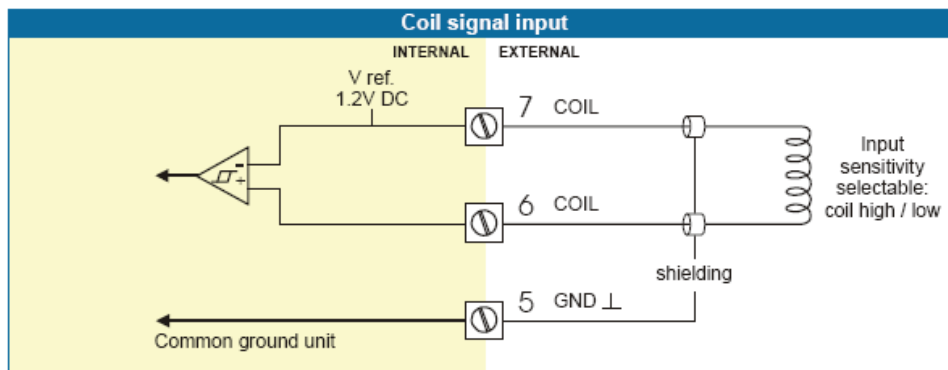 Coil signal input
INTERNAL
EXTERNAL
V ref.
1.2V DC
7 COIL
Input
sensitivity
selectable:
coil high / low
6 COIL
shielding
5 GND ⊥
Common ground unit